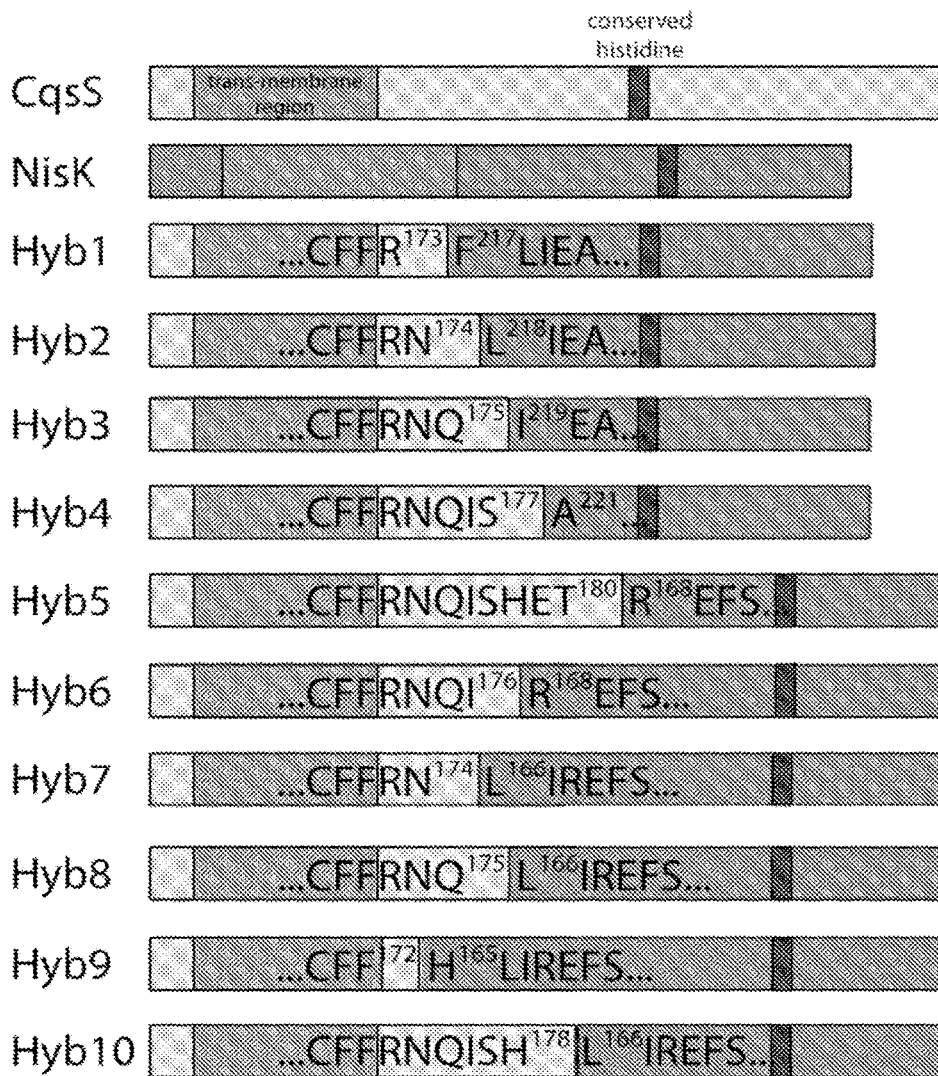 conserved
histidine
CqsS trans-membrane
region
NisK
Hyb1 ...CFFR¹⁷³ F²¹⁷LIEA...
Hyb2 ...CFFRN¹⁷⁴ L²¹⁸IEA...
Hyb3 ...CFFRNQ¹⁷⁵ I²¹⁹EA...
Hyb4 ...CFFRNQIS¹⁷⁷ A²²¹...
Hyb5 ...CFFRNQISHET¹⁸⁰ R¹⁶⁸EFS...
Hyb6 ...CFFRNQI¹⁷⁶ R¹⁶⁸EFS...
Hyb7 ...CFFRN¹⁷⁴ L¹⁶⁶IREFS...
Hyb8 ...CFFRNQ¹⁷⁵ L¹⁶⁶IREFS...
Hyb9 ...CFF¹⁷² H¹⁶⁵LIREFS...
Hyb10 ...CFFRNQISH¹⁷⁸ L¹⁶⁶IREFS...